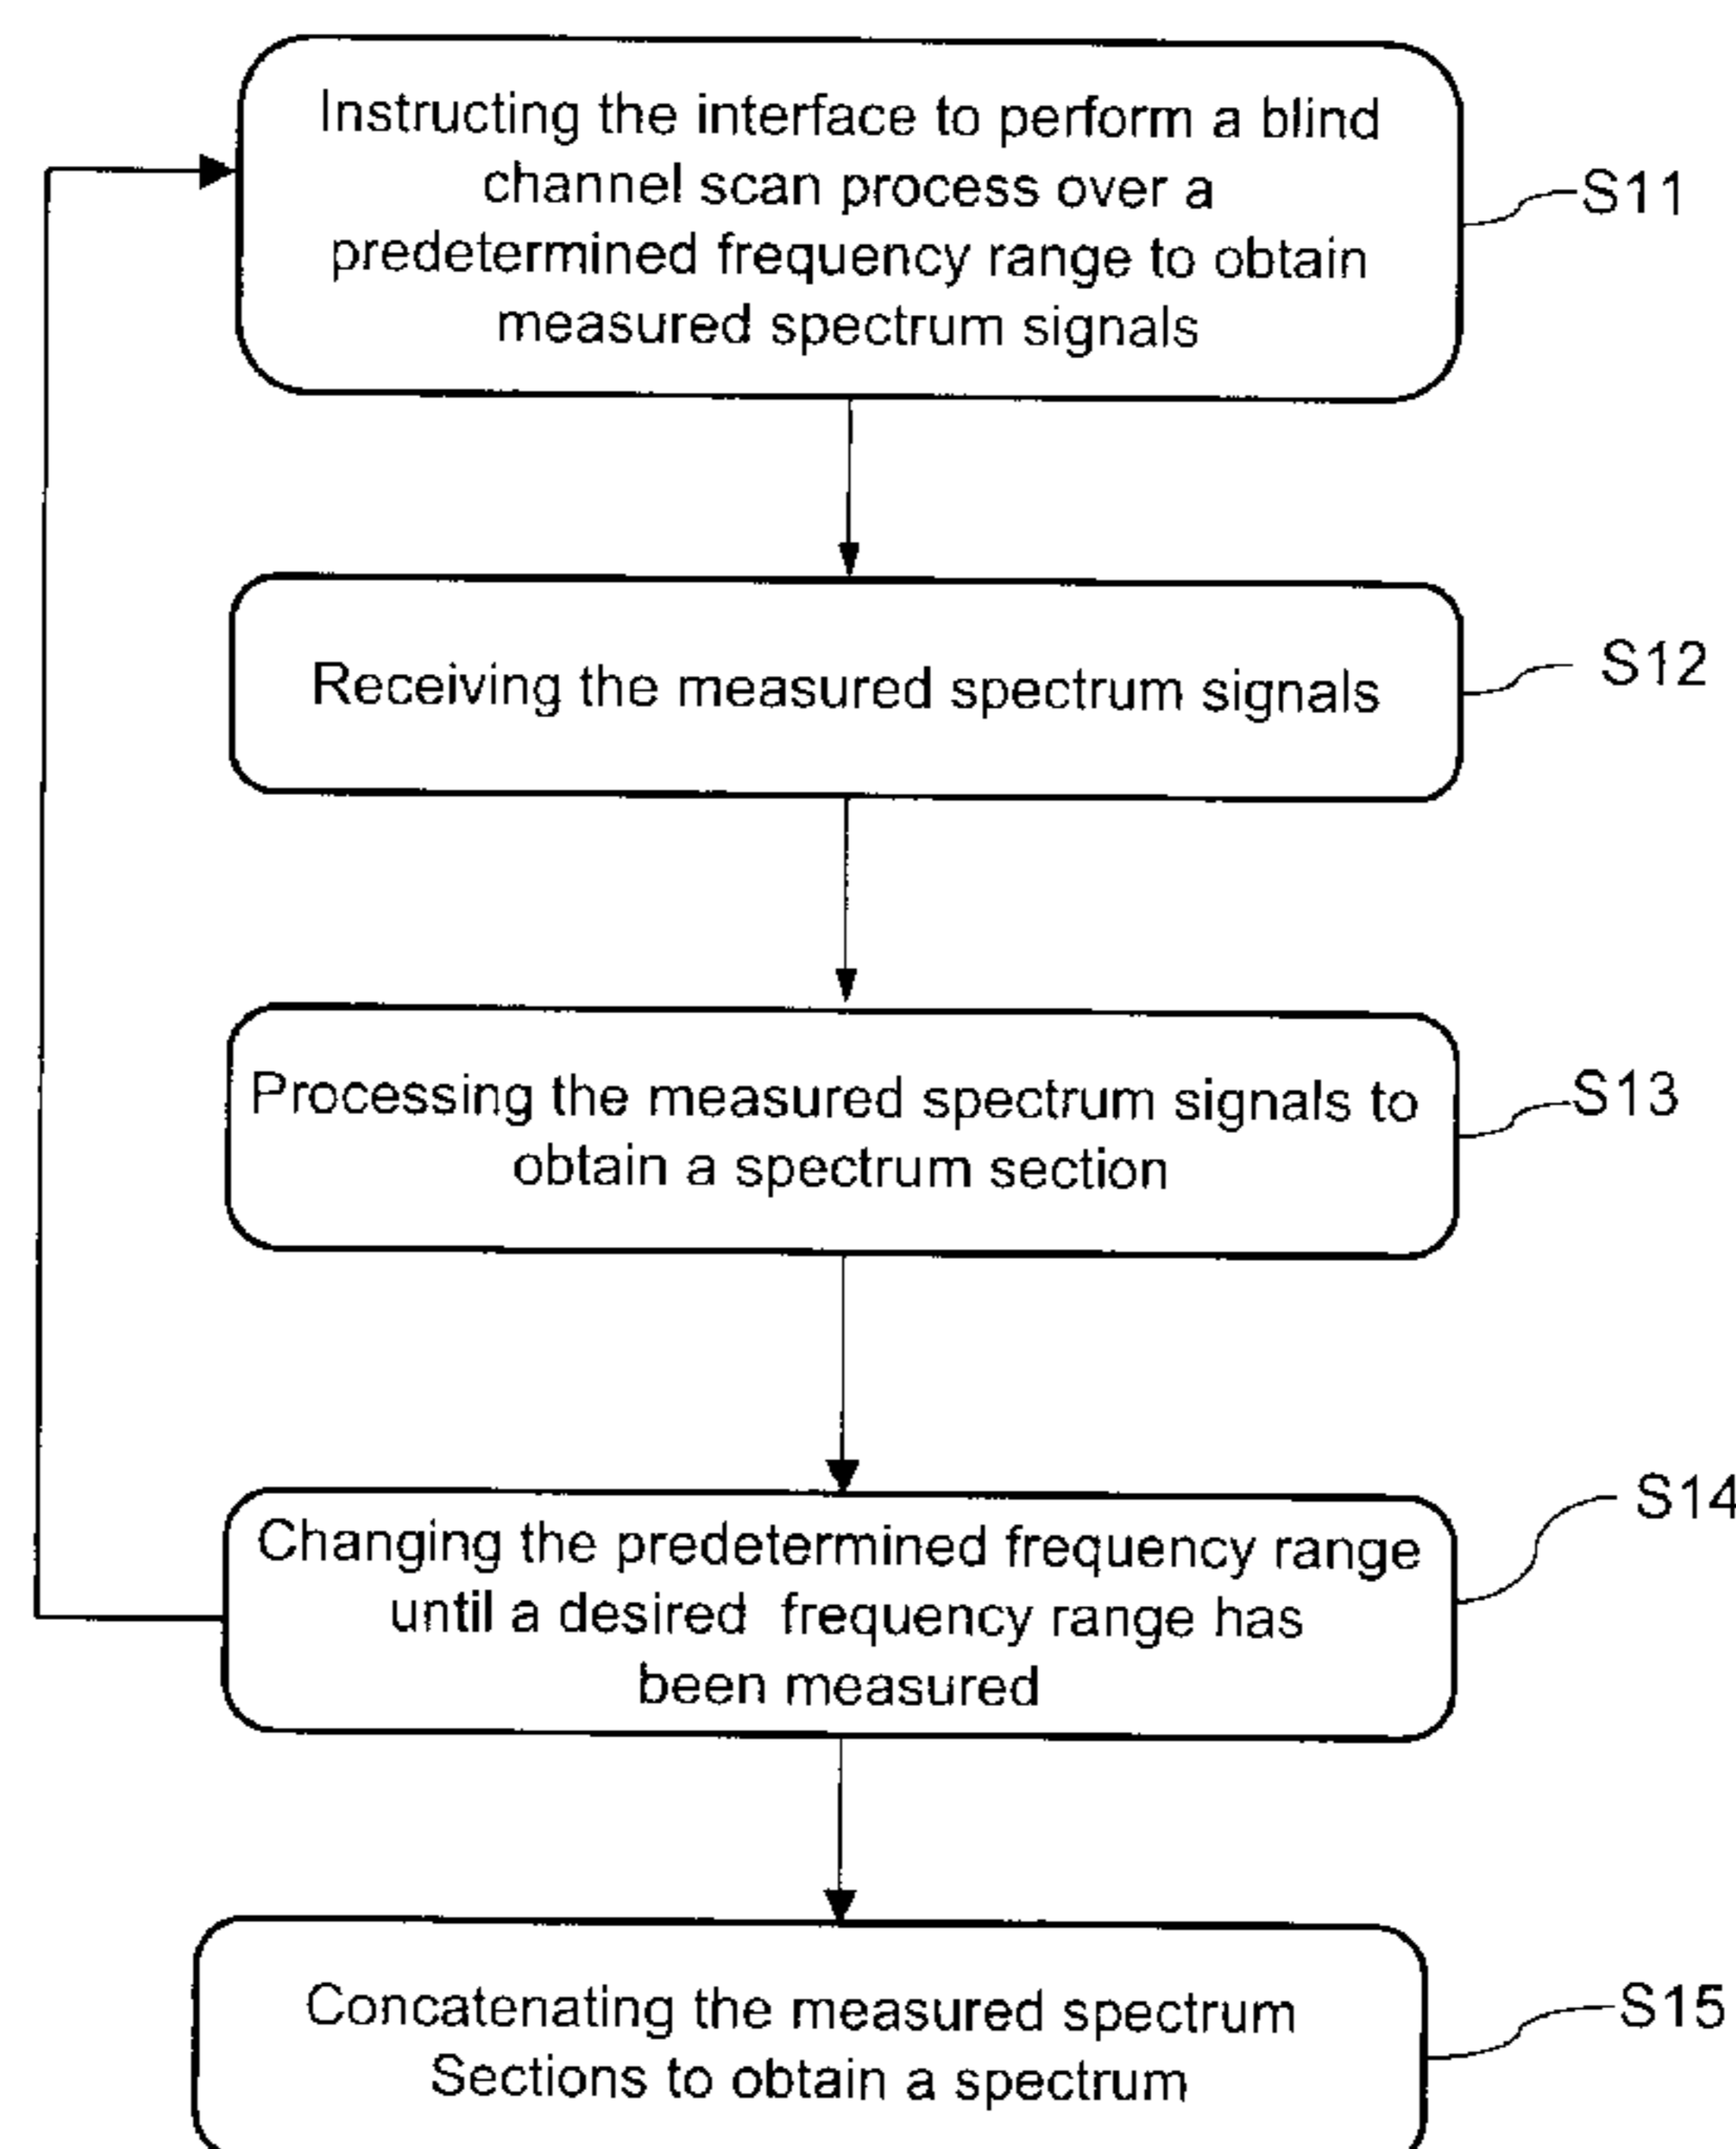 Instructing the interface to perform a blind
channel scan process over a
predetermined frequency range to obtain
measured spectrum signals
S11
Receiving the measured spectrum signals
S12
Processing the measured spectrum signals to
obtain a spectrum section
S13
Changing the predetermined frequency range
until a desired frequency range has
been measured
S14
Concatenating the measured spectrum
Sections to obtain a spectrum
S15